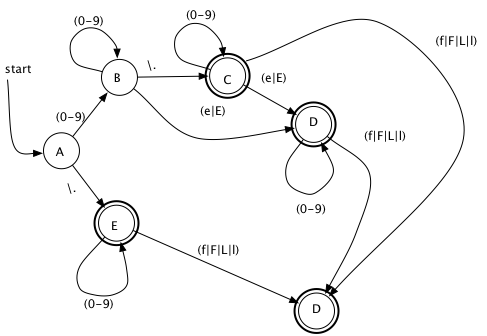 (0-9)
(0-9)
(f|F|L|l)
start
B
\.
C
(e|E)
(0-9)
(e|E)
D
(f|F|L|l)
A
\.
(0-9)
E
(f|F|L|l)
(0-9)
D